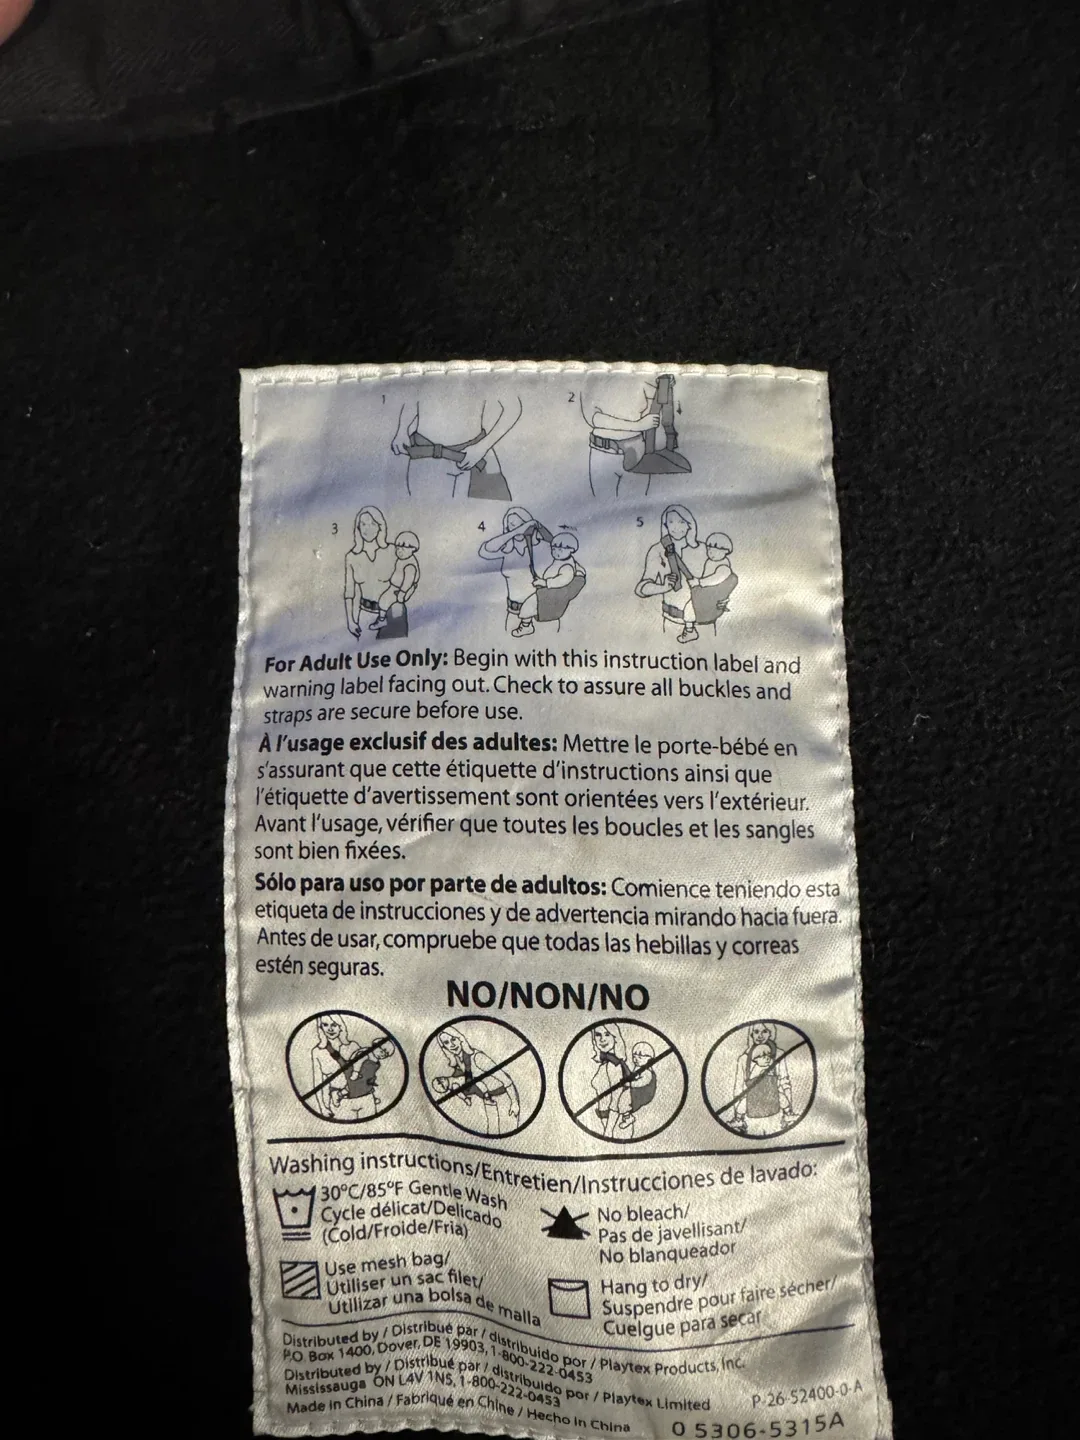 1
2
3
4
5
For Adult Use Only: Begin with this instruction label and
warning label facing out. Check to assure all buckles and
straps are secure before use.
À l'usage exclusif des adultes: Mettre le porte-bébé en
s'assurant que cette étiquette d'instructions ainsi que
l'étiquette d'avertissement sont orientées vers l'extérieur.
Avant l'usage, vérifier que toutes les boucles et les sangles
sont bien fixées.
Sólo para uso por parte de adultos: Comience teniendo esta
etiqueta de instrucciones y de advertencia mirando hacia fuera.
Antes de usar, compruebe que todas las hebillas y correas
estén seguras.
NO/NON/NO
Washing instructions/Entretien/Instrucciones de lavado:
30°C/85°F Gentle Wash
Cycle délicat/Delicado
(Cold/Froide/Fria)
No bleach/
Pas de javellisant/
No blanqueador
Use mesh bag/
Utiliser un sac filet/
Utilizar una bolsa de malla
Hang to dry/
Suspendre pour faire sécher/
Cuelgue para secar
Distributed by / Distribué par / distribuido por / Playtex Products, Inc.
P.O. Box 1400, Dover, DE 19903, 1-800-222-0453
Distributed by / Distribué par / distribuido por / Playtex Limited
Mississauga ON L4V 1N5, 1-800-222-0453
Made in China / Fabriqué en Chine / Hecho in China
P-26-52400-0-A
0 5306-5315A